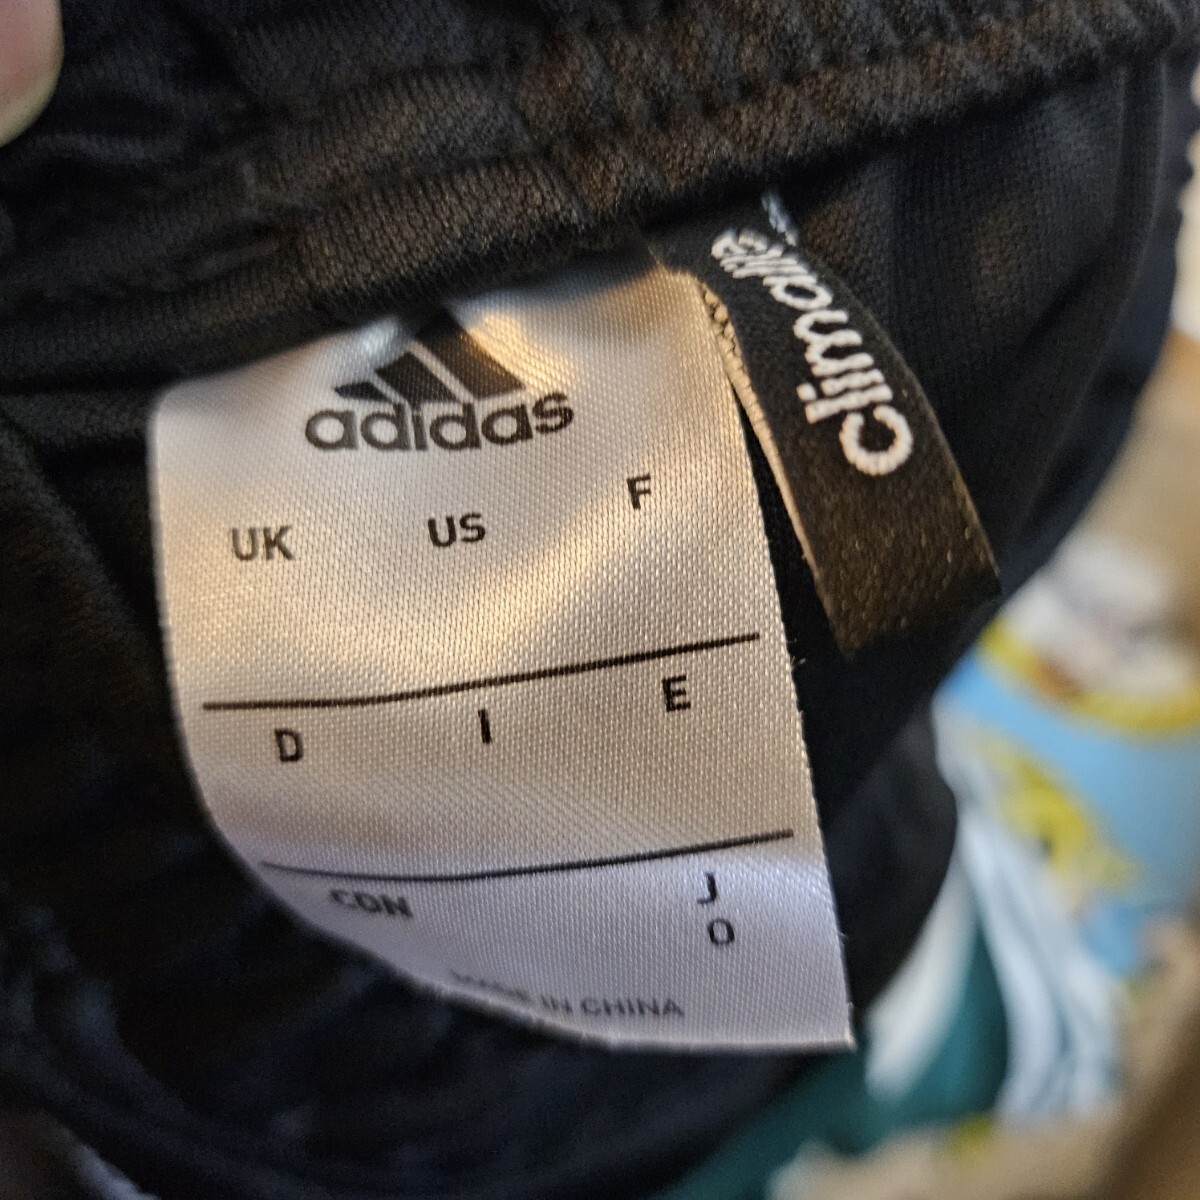 adidas
UK US F
D I E
CDN J
O
MADE IN CHINA
climalite